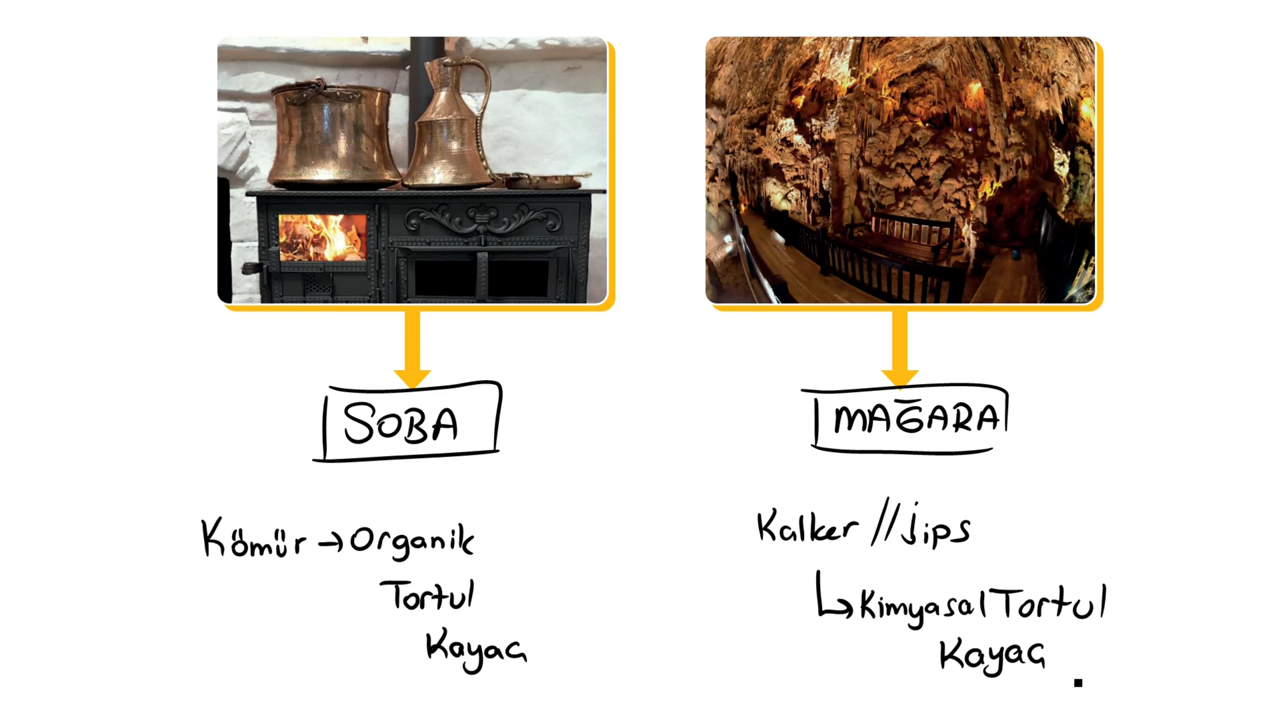 SOBA
Kömür → Organik
Tortul
Kayaç
MAĞARA
Kalker // Jips
↳ Kimyasal Tortul
Kayaç